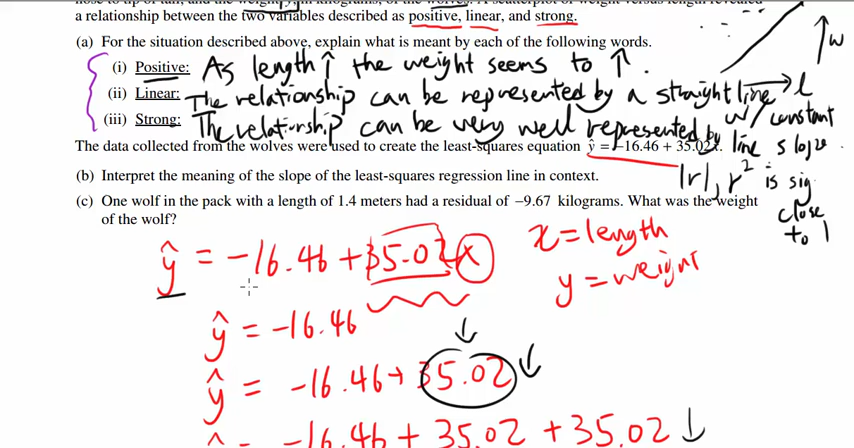 a relationship between the two variables described as positive, linear, and strong.
(a) For the situation described above, explain what is meant by each of the following words.
(i) Positive: As length ↑ the weight seems to ↑.
(ii) Linear: The relationship can be represented by a straight line w/ constant slope
(iii) Strong: The relationship can be very well represented by line
|r|, r² is sig close to 1
w
l
The data collected from the wolves were used to create the least-squares equation ŷ = −16.46 + 35.02x.
(b) Interpret the meaning of the slope of the least-squares regression line in context.
(c) One wolf in the pack with a length of 1.4 meters had a residual of −9.67 kilograms. What was the weight
of the wolf?
ŷ = -16.46 + 35.02 x
x = length
y = weight
ŷ = -16.46
ŷ = -16.46 + 35.02
-16.46 + 35.02 + 35.02